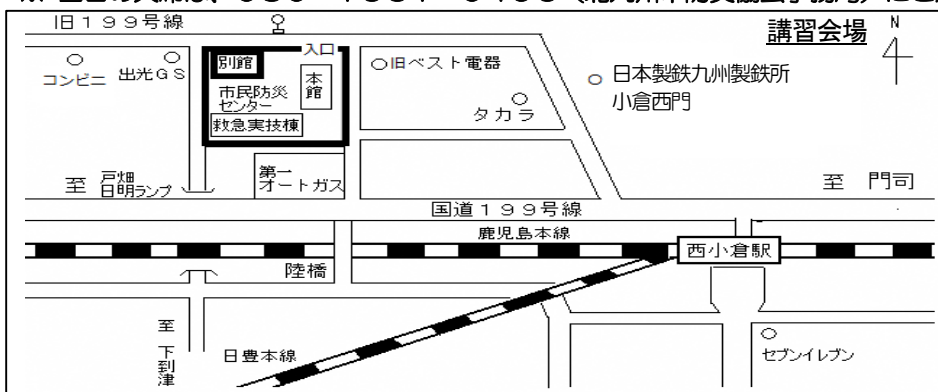 旧１９９号線
講習会場
N
入口
別館
本館
コンビニ
出光ＧＳ
市民防災
センター
救急実技棟
旧ベスト電器
タカラ
日本製鉄九州製鉄所
小倉西門
第一
オートガス
至 戸畑
日明ランプ
至 門司
国道１９９号線
鹿児島本線
西小倉駅
陸橋
至 下到津
日豊本線
セブンイレブン